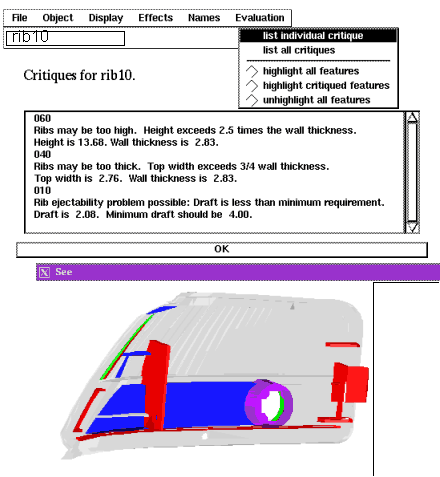 File Object Display Effects Names Evaluation
rib10
list individual critique
list all critiques
highlight all features
highlight critiqued features
unhighlight all features
Critiques for rib10.
060
Ribs may be too high. Height exceeds 2.5 times the wall thickness.
Height is 13.68. Wall thickness is 2.83.
040
Ribs may be too thick. Top width exceeds 3/4 wall thickness.
Top width is 2.76. Wall thickness is 2.83.
010
Rib ejectability problem possible: Draft is less than minimum requirement.
Draft is 2.08. Minimum draft should be 4.00.
OK
X See